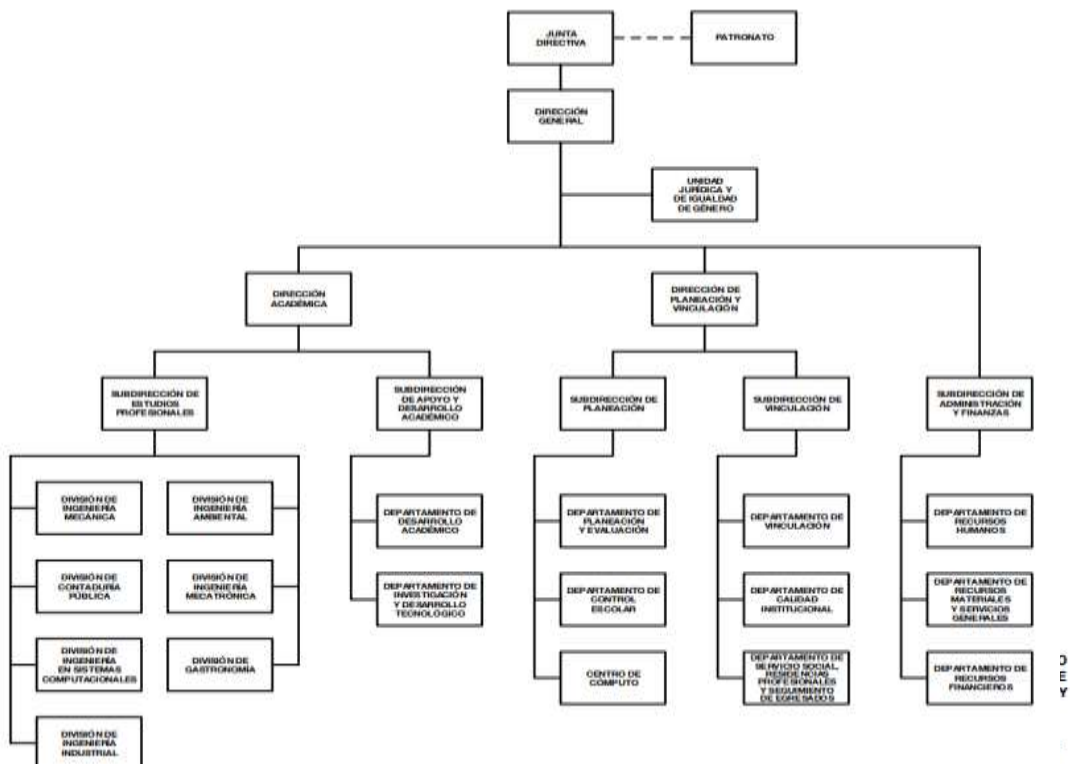 JUNTA
DIRECTIVA
PATRONATO
DIRECCIÓN
GENERAL
UNIDAD
JURÍDICA Y
DE IGUALDAD
DE GÉNERO
DIRECCIÓN
ACADÉMICA
DIRECCIÓN DE
PLANEACIÓN Y
VINCULACIÓN
SUBDIRECCIÓN DE
ESTUDIOS
PROFESIONALES
SUBDIRECCIÓN
DE APOYO Y
DESARROLLO
ACADÉMICO
SUBDIRECCIÓN
DE PLANEACIÓN
SUBDIRECCIÓN DE
VINCULACIÓN
SUBDIRECCIÓN DE
ADMINISTRACIÓN
Y FINANZAS
DIVISIÓN DE
INGENIERÍA
MECÁNICA
DIVISIÓN DE
INGENIERÍA
AMBIENTAL
DEPARTAMENTO DE
DESARROLLO
ACADÉMICO
DEPARTAMENTO DE
PLANEACIÓN
Y EVALUACIÓN
DEPARTAMENTO DE
VINCULACIÓN
DEPARTAMENTO DE
RECURSOS
HUMANOS
DIVISIÓN DE
CONTADURÍA
PÚBLICA
DIVISIÓN DE
INGENIERÍA
MECATRÓNICA
DEPARTAMENTO DE
INVESTIGACIÓN
Y DESARROLLO
TECNOLÓGICO
DEPARTAMENTO DE
CONTROL
ESCOLAR
DEPARTAMENTO DE
CALIDAD
INSTITUCIONAL
DEPARTAMENTO DE
RECURSOS
MATERIALES
Y SERVICIOS
GENERALES
DIVISIÓN DE
INGENIERÍA
EN SISTEMAS
COMPUTACIONALES
DIVISIÓN DE
GASTRONOMÍA
CENTRO DE
CÓMPUTO
DEPARTAMENTO DE
SERVICIO SOCIAL,
RESIDENCIAS
PROFESIONALES
Y SEGUIMIENTO
DE EGRESADOS
DEPARTAMENTO DE
RECURSOS
FINANCIEROS
E
Y
DIVISIÓN DE
INGENIERÍA
INDUSTRIAL